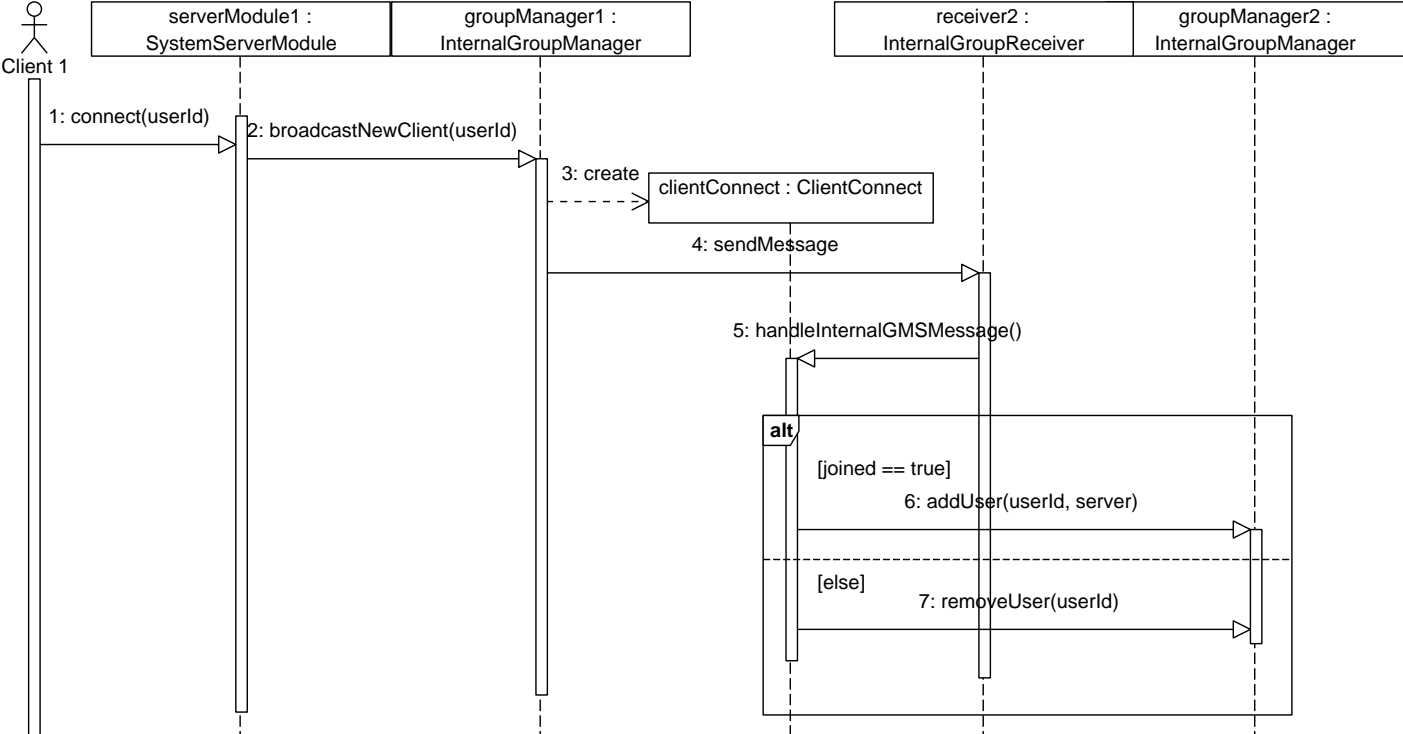 serverModule1 :
SystemServerModule
groupManager1 :
InternalGroupManager
receiver2 :
InternalGroupReceiver
groupManager2 :
InternalGroupManager
Client 1
1: connect(userId)
2: broadcastNewClient(userId)
3: create
clientConnect : ClientConnect
4: sendMessage
5: handleInternalGMSMessage()
alt
[joined == true]
6: addUser(userId, server)
[else]
7: removeUser(userId)